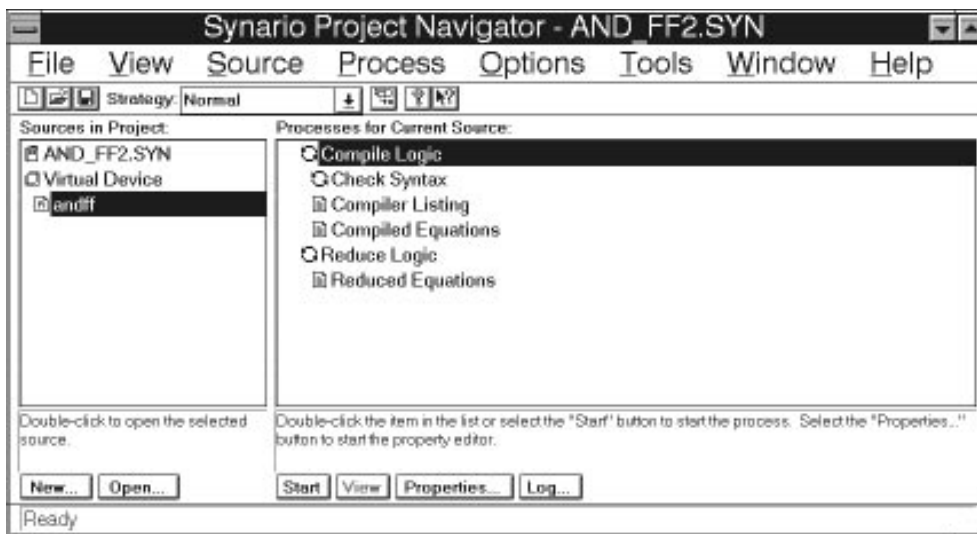 Synario Project Navigator - AND_FF2.SYN
File View Source Process Options Tools Window Help
Strategy: Normal
Sources in Project:
AND_FF2.SYN
Virtual Device
andff
Processes for Current Source:
Compile Logic
Check Syntax
Compiler Listing
Compiled Equations
Reduce Logic
Reduced Equations
Double-click to open the selected
source.
Double-click the item in the list or select the "Start" button to start the process. Select the "Properties..."
button to start the property editor.
New... Open...
Start View Properties... Log...
Ready